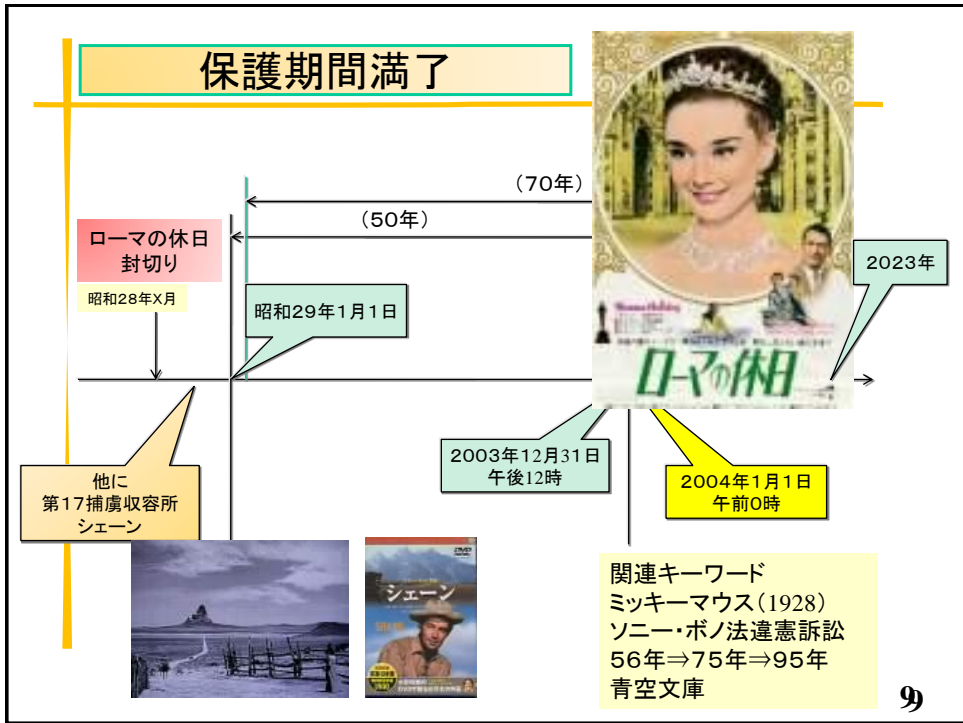 保護期間満了
(70年)
(50年)
ローマの休日
封切り
昭和28年X月
昭和29年1月1日
2023年
ローマの休日
2003年12月31日
午後12時
2004年1月1日
午前0時
他に
第17捕虜収容所
シェーン
DVD
シェーン
関連キーワード
ミッキーマウス(1928)
ソニー・ボノ法違憲訴訟
56年⇒75年⇒95年
青空文庫
99